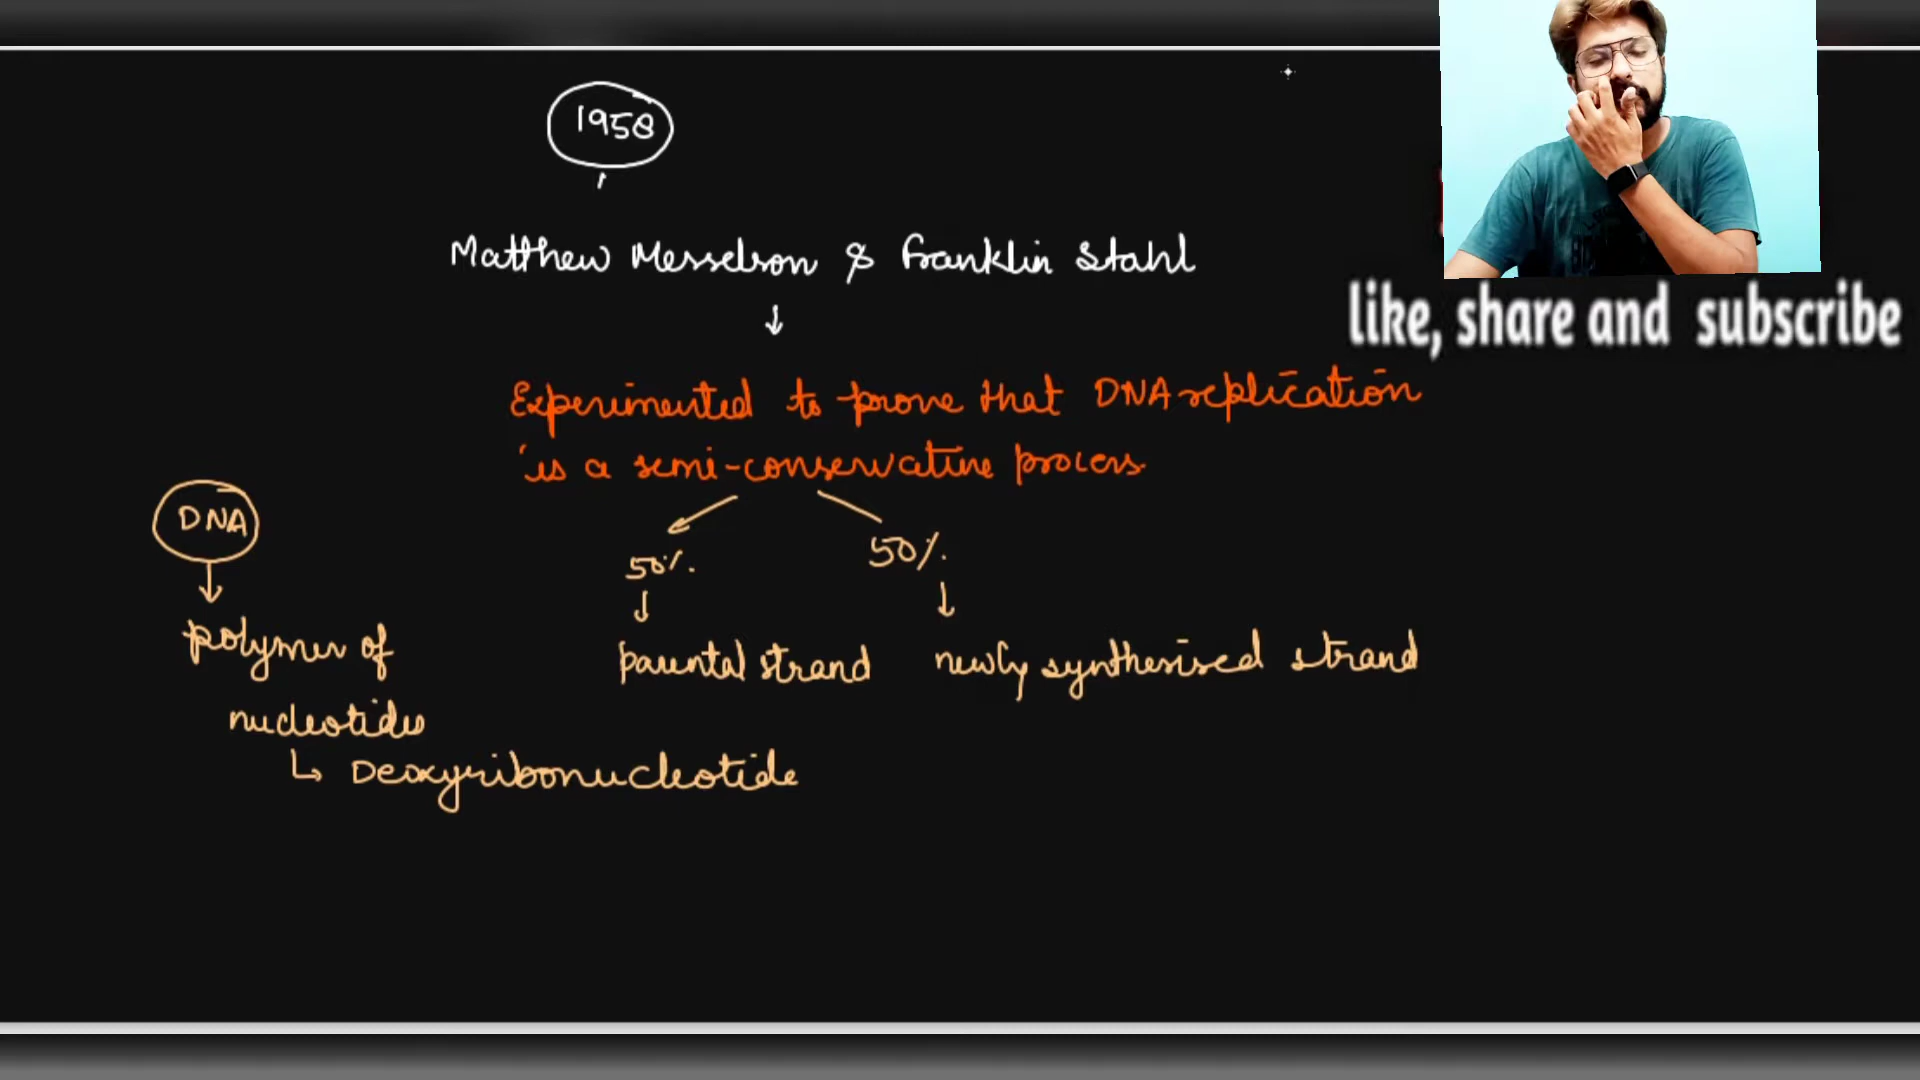 1958
Matthew Messelson & Franklin Stahl
like, share and subscribe
Experimented to prove that DNA replication
is a semi-conservative process.
DNA
50%. 50%.
polymer of
parental strand newly synthesised strand
nucleotides
Deoxyribonucleotide